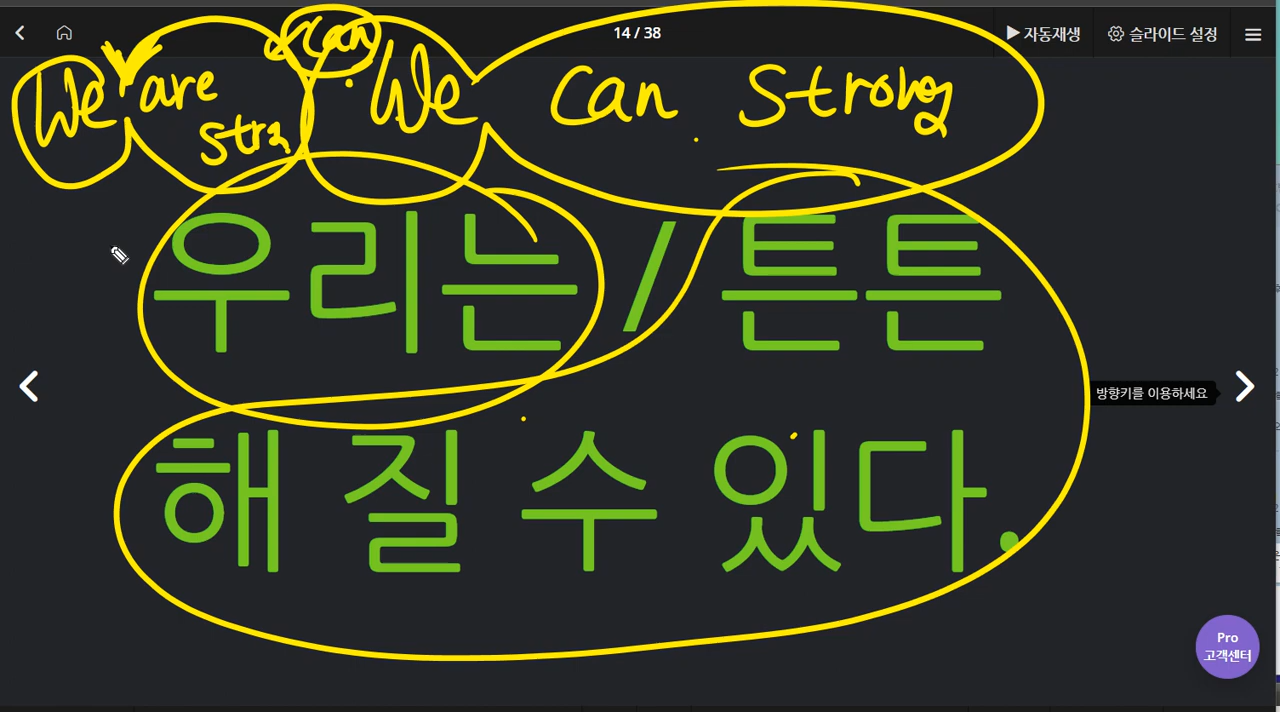 14 / 38
자동재생
슬라이드 설정
can
We are We Can Strong
stra
우리는 / 튼튼
해 질 수 있다.
방향키를 이용하세요
Pro
고객센터